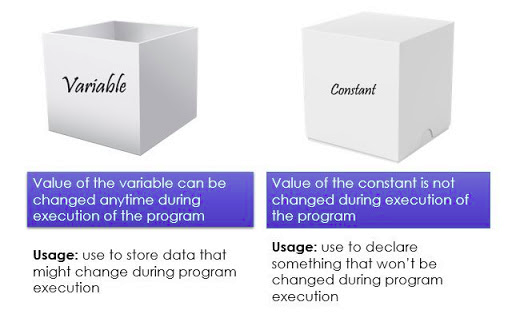 Variable
Constant
Value of the variable can be
changed anytime during
execution of the program
Value of the constant is not
changed during execution of
the program
Usage: use to store data that
might change during program
execution
Usage: use to declare
something that won't be
changed during program
execution